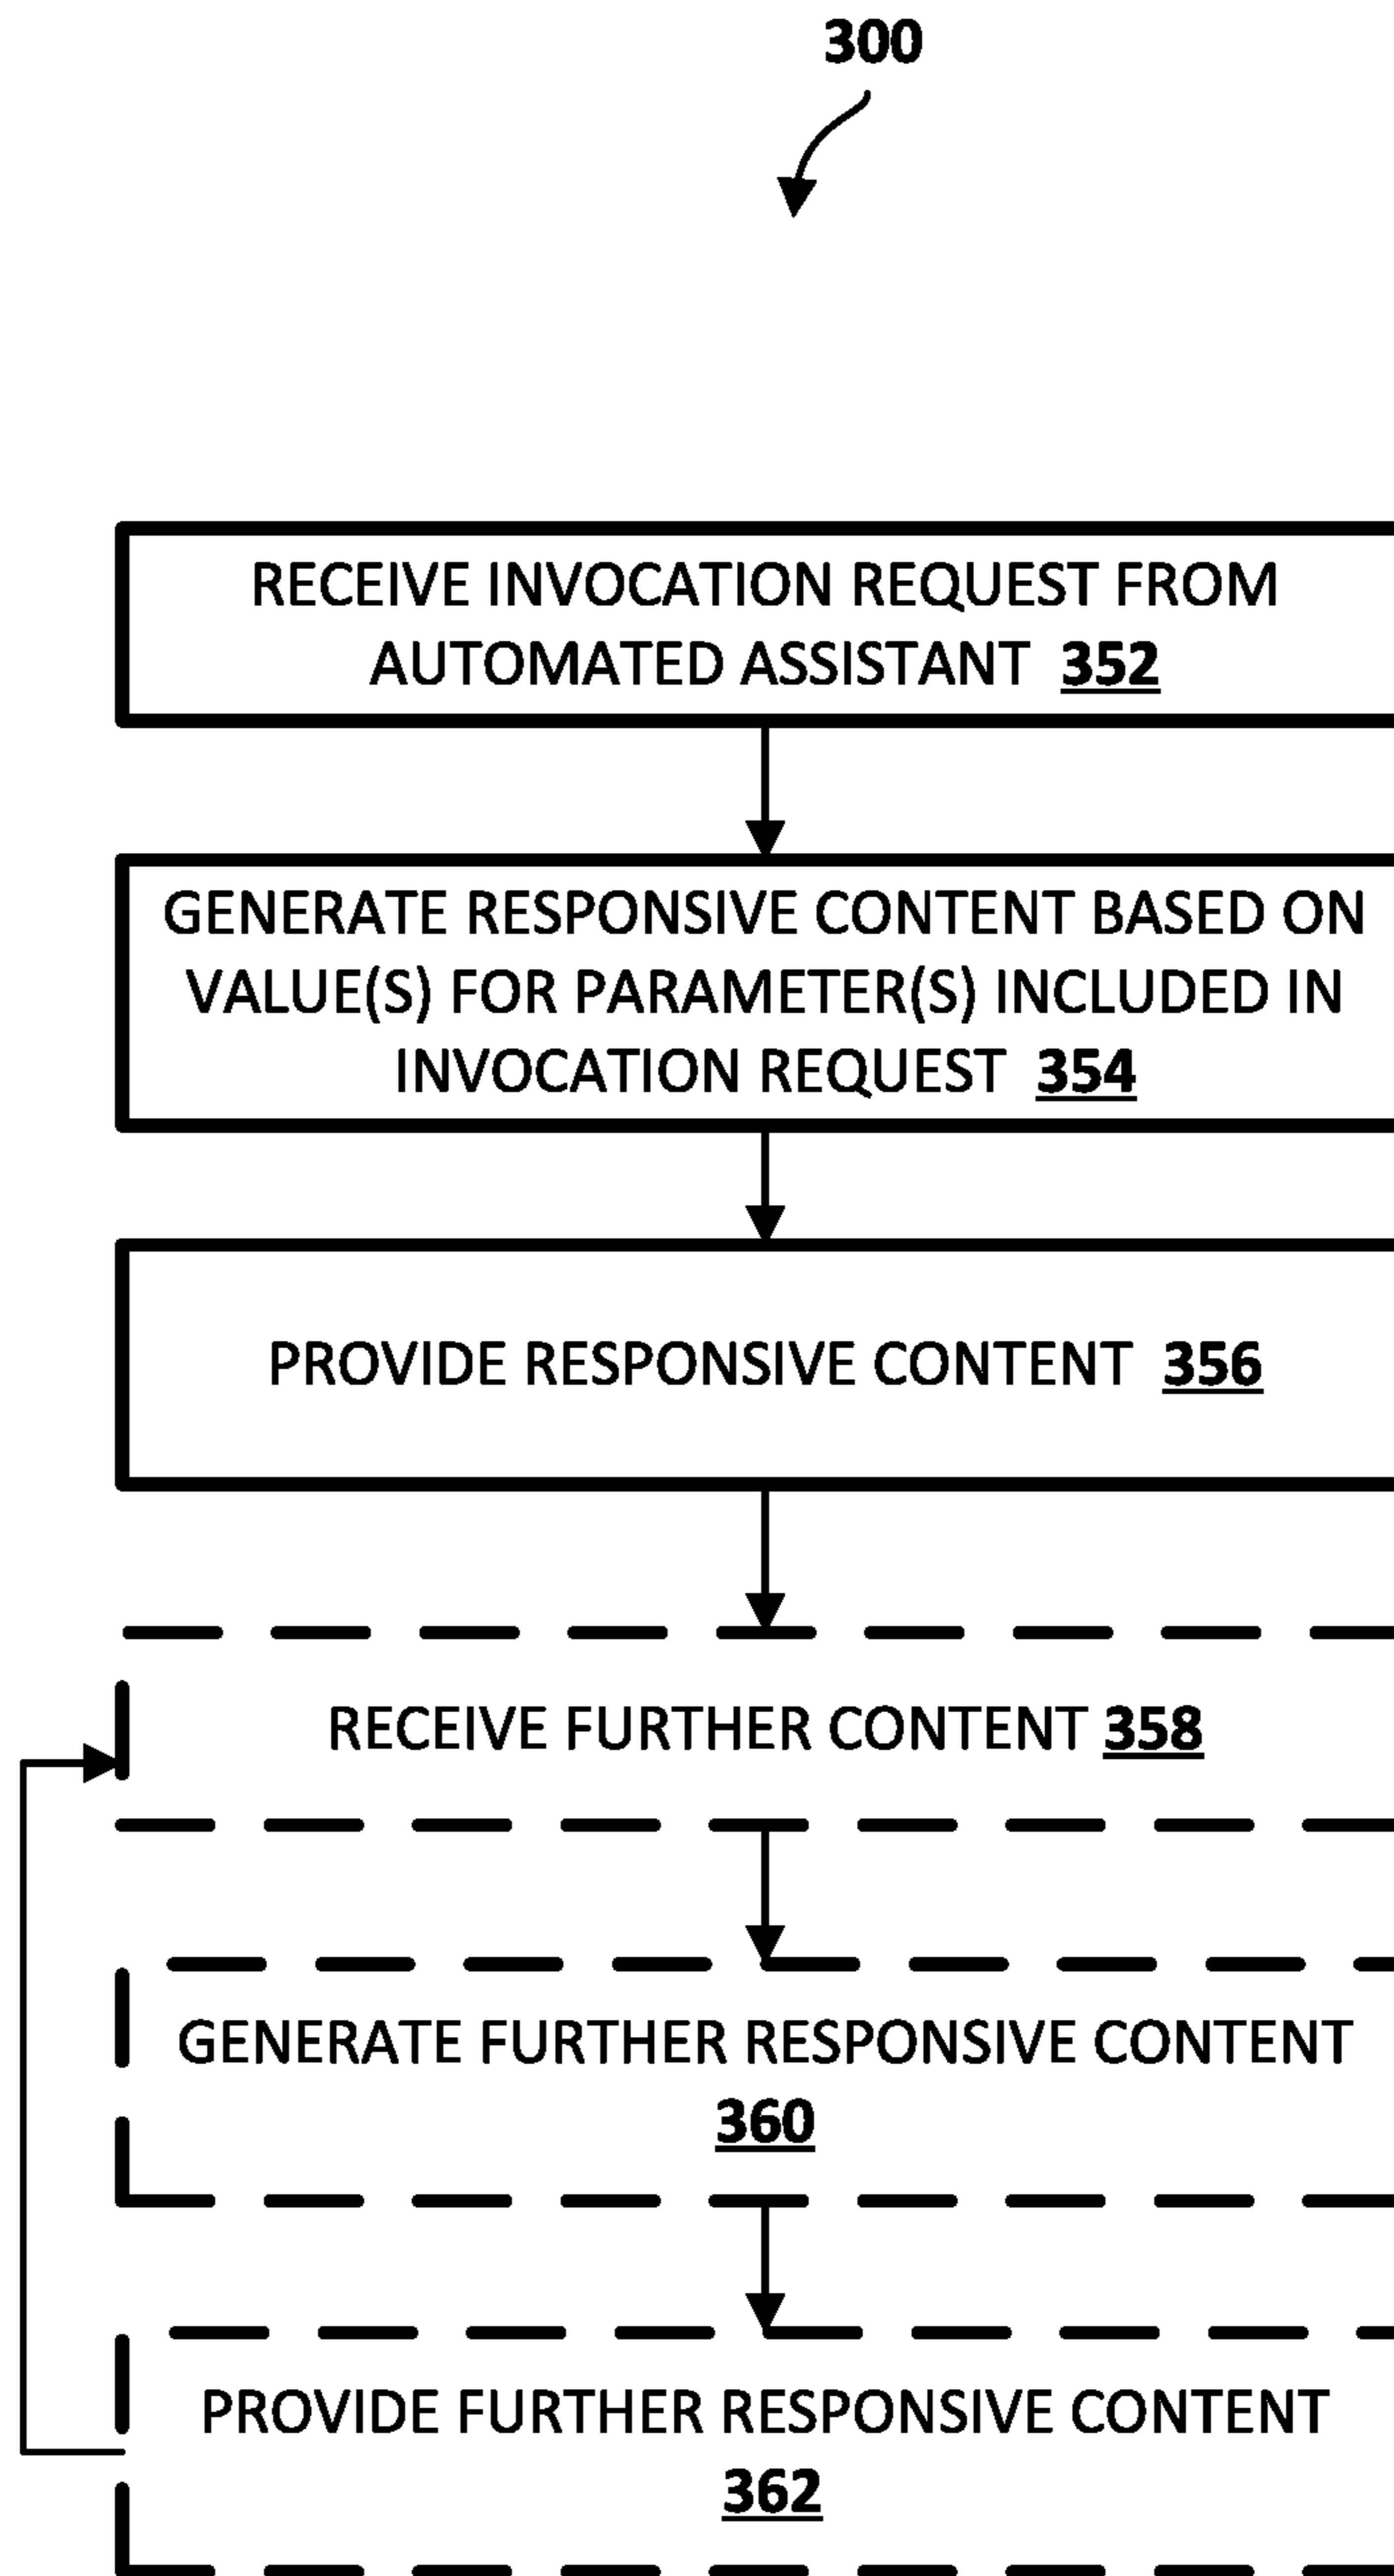 300
RECEIVE INVOCATION REQUEST FROM
AUTOMATED ASSISTANT 352
GENERATE RESPONSIVE CONTENT BASED ON
VALUE(S) FOR PARAMETER(S) INCLUDED IN
INVOCATION REQUEST 354
PROVIDE RESPONSIVE CONTENT 356
RECEIVE FURTHER CONTENT 358
GENERATE FURTHER RESPONSIVE CONTENT
360
PROVIDE FURTHER RESPONSIVE CONTENT
362